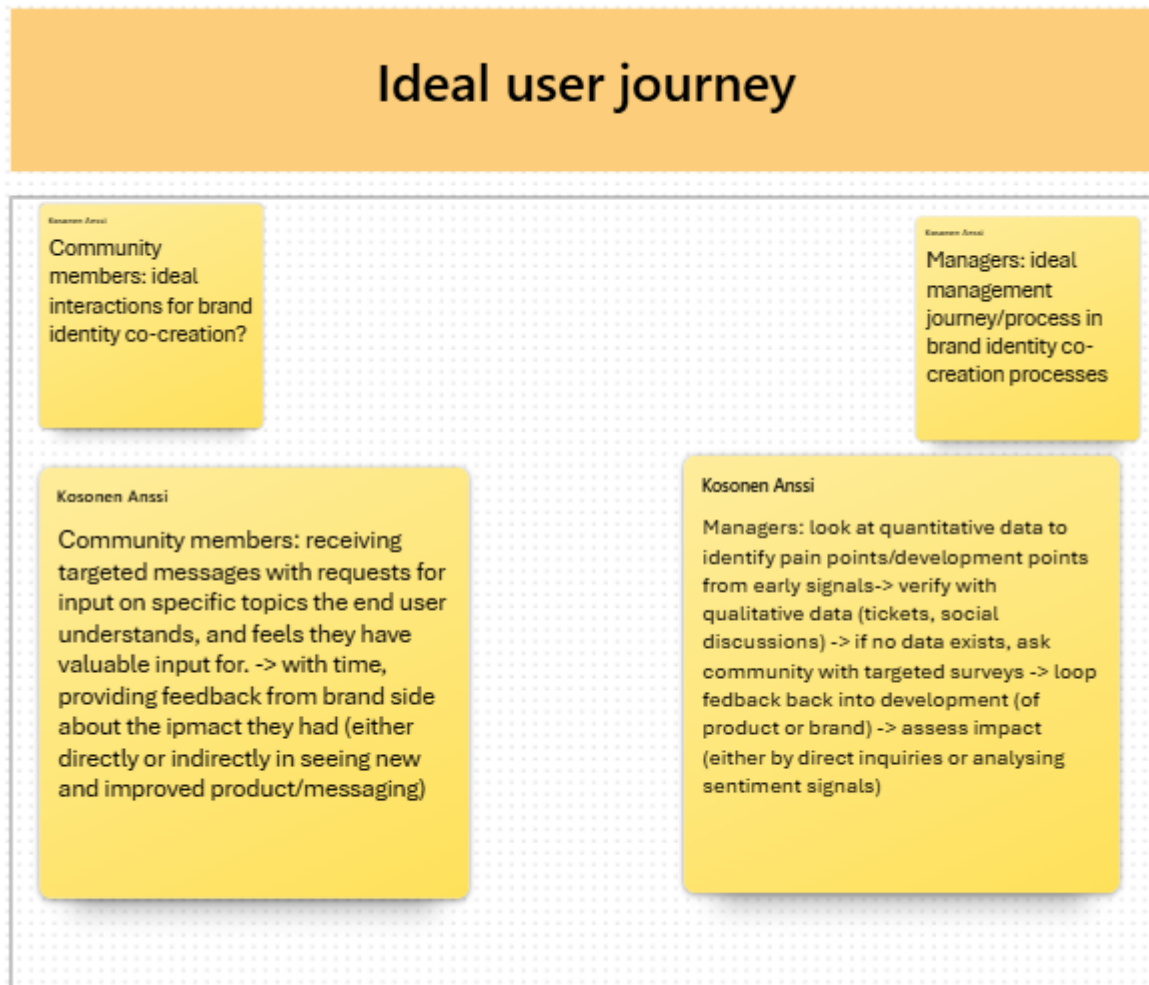 Ideal user journey
Kosonen Anssi
Community
members: ideal
interactions for brand
identity co-creation?
Kosonen Anssi
Managers: ideal
management
journey/process in
brand identity co-
creation processes
Kosonen Anssi
Community members: receiving
targeted messages with requests for
input on specific topics the end user
understands, and feels they have
valuable input for. -> with time,
providing feedback from brand side
about the ipmact they had (either
directly or indirectly in seeing new
and improved product/messaging)
Kosonen Anssi
Managers: look at quantitative data to
identify pain points/development points
from early signals-> verify with
qualitative data (tickets, social
discussions) -> if no data exists, ask
community with targeted surveys -> loop
fedback back into development (of
product or brand) -> assess impact
(either by direct inquiries or analysing
sentiment signals)